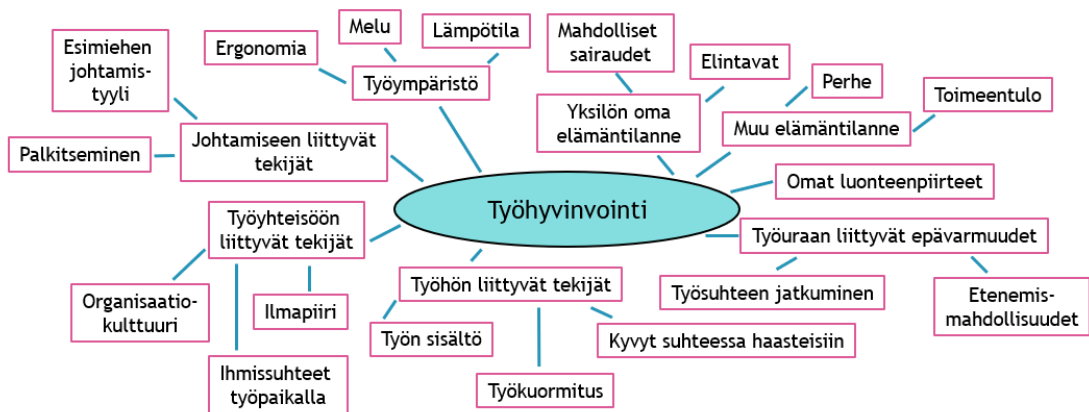 Melu
Lämpötila
Ergonomia
Työympäristö
Esimiehen
johtamis-
tyyli
Palkitseminen
Johtamiseen liittyvät
tekijät
Mahdolliset
sairaudet
Elintavat
Yksilön oma
elämäntilanne
Perhe
Toimeentulo
Muu elämäntilanne
Omat luonteenpiirteet
Työhyvinvointi
Työyhteisöön
liittyvät tekijät
Organisaatio-
kulttuuri
Ilmapiiri
Ihmissuhteet
työpaikalla
Työhön liittyvät tekijät
Työn sisältö
Työkuormitus
Kyvyt suhteessa haasteisiin
Työuraan liittyvät epävarmuudet
Työsuhteen jatkuminen
Etenemis-
mahdollisuudet